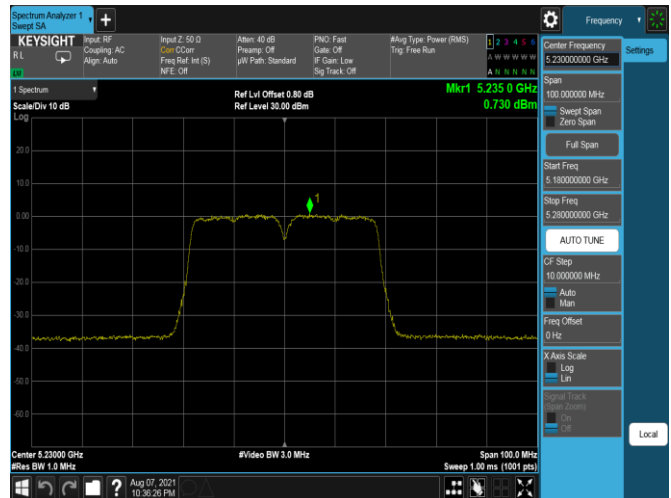 Spectrum Analyzer 1
Swept SA
+
KEYSIGHT
RL
LV
Input: RF
Coupling: AC
Align: Auto
Input Z: 50 Ω
Corr CCorr
Freq Ref: Int (S)
NFE: Off
Atten: 40 dB
Preamp: Off
µW Path: Standard
PNO: Fast
Gate: Off
IF Gain: Low
Sig Track: Off
#Avg Type: Power (RMS)
Trig: Free Run
1 2 3 4 5 6
A W W W W W
A N N N N N
1 Spectrum
Scale/Div 10 dB
Log
Ref Lvl Offset 0.80 dB
Ref Level 30.00 dBm
Mkr1 5.235 0 GHz
0.730 dBm
20.0
10.0
0.00
-10.0
-20.0
-30.0
-40.0
-50.0
-60.0
1
Center 5.23000 GHz
#Res BW 1.0 MHz
#Video BW 3.0 MHz
Span 100.0 MHz
Sweep 1.00 ms (1001 pts)
?
Aug 07, 2021
10:36:26 PM
Frequency
Settings
Center Frequency
5.230000000 GHz
Span
100.000000 MHz
Swept Span
Zero Span
Full Span
Start Freq
5.180000000 GHz
Stop Freq
5.280000000 GHz
AUTO TUNE
CF Step
10.000000 MHz
Auto
Man
Freq Offset
0 Hz
X Axis Scale
Log
Lin
Signal Track
(Span Zoom)
On
Off
Local